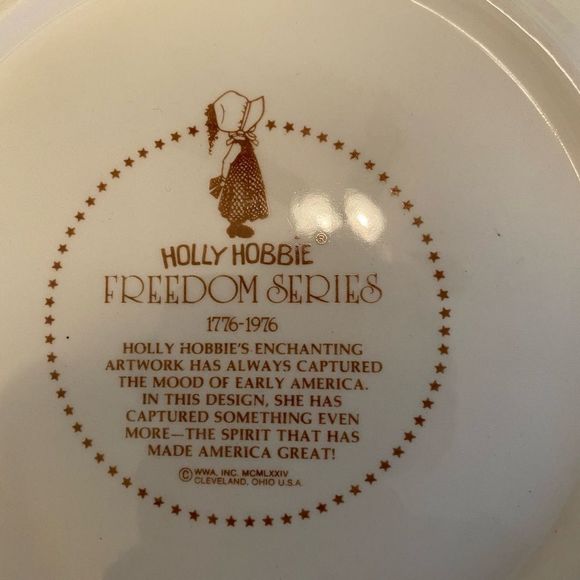 HOLLY HOBBIE ®
FREEDOM SERIES
1776-1976
HOLLY HOBBIE'S ENCHANTING
ARTWORK HAS ALWAYS CAPTURED
THE MOOD OF EARLY AMERICA.
IN THIS DESIGN, SHE HAS
CAPTURED SOMETHING EVEN
MORE—THE SPIRIT THAT HAS
MADE AMERICA GREAT!
© WWA, INC. MCMLXXIV
CLEVELAND, OHIO U.S.A.